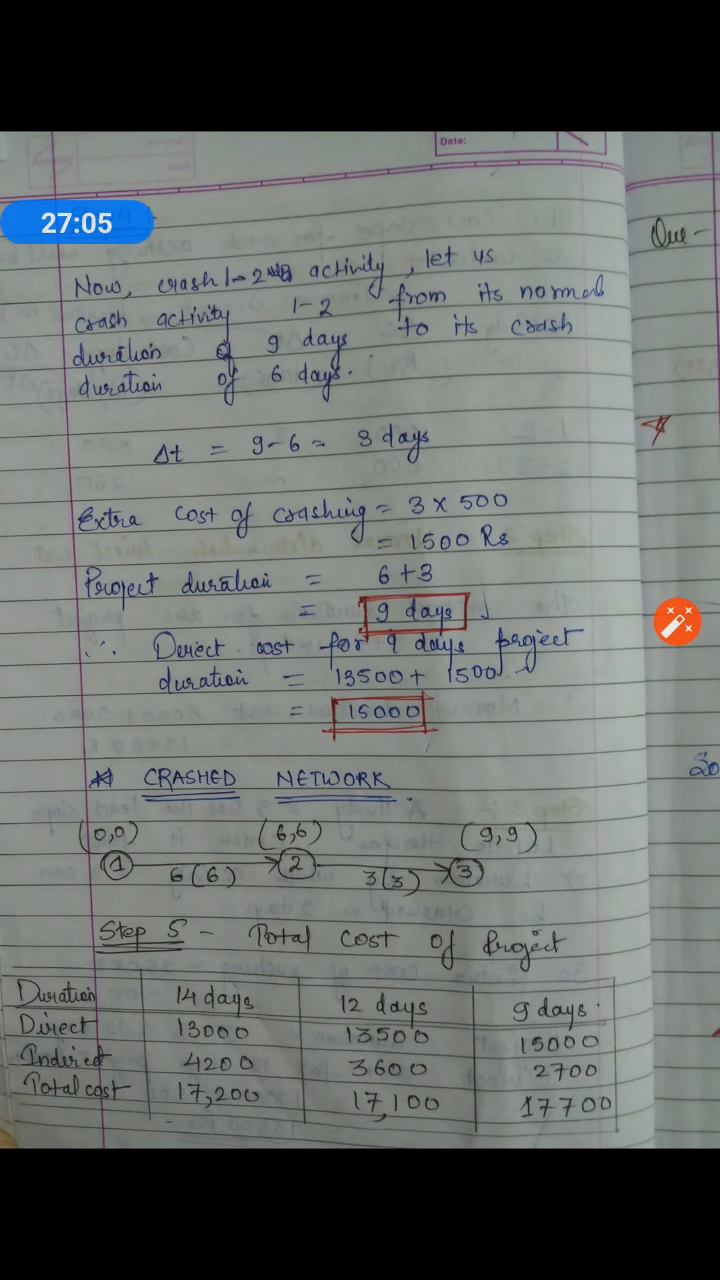 Date:
27:05
Que-
Now, crash 1-2 activity, let us
crash activity 1-2 from its normal
duration of 9 days to its crash
duration of 6 days.
Δt = 9-6 = 3 days
Extra cost of crashing = 3 x 500
= 1500 Rs
Project duration = 6+3
= 9 days
∴ Direct cost for 9 days project
duration = 13500 + 1500
= 15000
So
* CRASHED NETWORK.
(0,0) (6,6) (9,9)
1 6(6) 2 3(3) 3
Step 5 - Total cost of Project
Duration 14 days 12 days 9 days.
Direct 13000 13500 15000
Indirect 4200 3600 2700
Total cost 17,200 17,100 17700